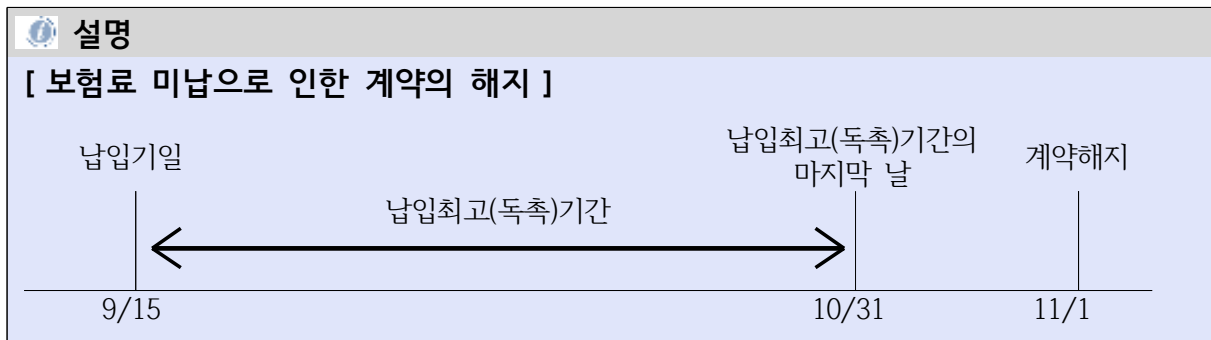 설명
[ 보험료 미납으로 인한 계약의 해지 ]
납입기일
납입최고(독촉)기간의
마지막 날
계약해지
납입최고(독촉)기간
9/15
10/31
11/1